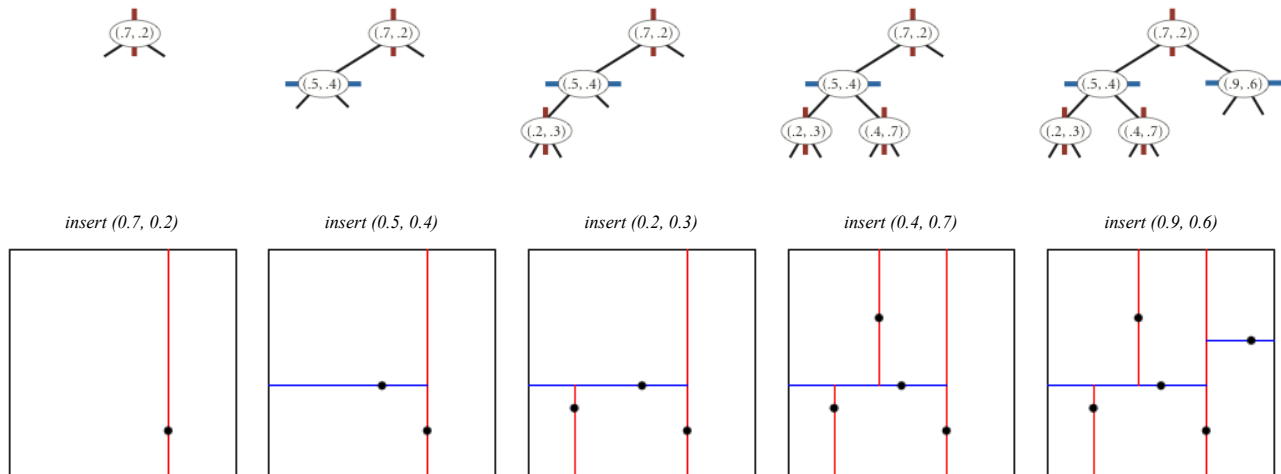 (.7, .2)
(.7, .2)
(.5, .4)
(.7, .2)
(.5, .4)
(.2, .3)
(.7, .2)
(.5, .4)
(.2, .3) (.4, .7)
(.7, .2)
(.5, .4) (.9, .6)
(.2, .3) (.4, .7)
insert (0.7, 0.2)
insert (0.5, 0.4)
insert (0.2, 0.3)
insert (0.4, 0.7)
insert (0.9, 0.6)